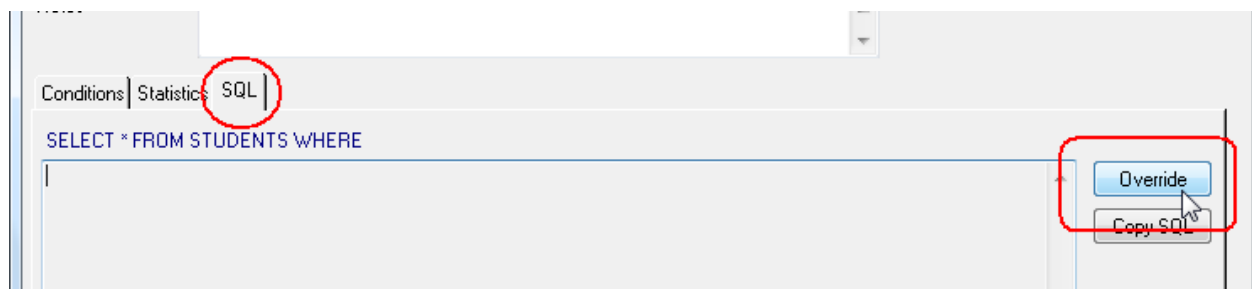 Conditions Statistics SQL
SELECT * FROM STUDENTS WHERE
Override
Copy SQL